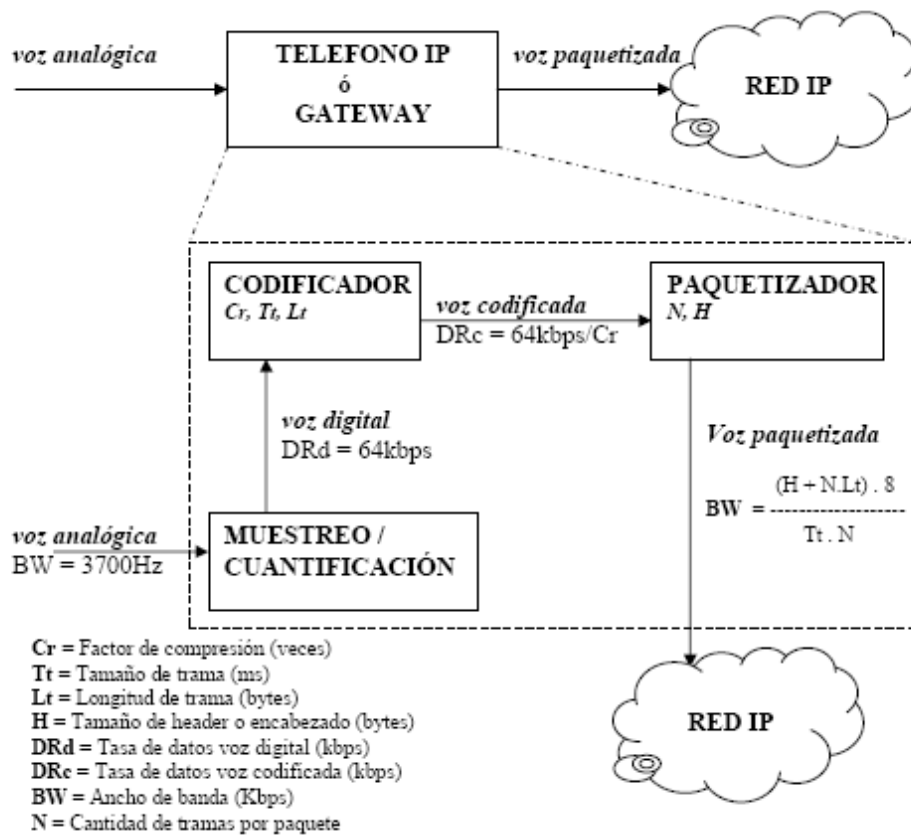 voz analógica
TELEFONO IP
ó
GATEWAY
voz paquetizada
RED IP
CODIFICADOR
Cr, Tt, Lt
voz codificada
DRc = 64kbps/Cr
PAQUETIZADOR
N, H
voz digital
DRd = 64kbps
Voz paquetizada
(H + N.Lt) . 8
BW = --------------------
Tt . N
voz analógica
BW = 3700Hz
MUESTREO /
CUANTIFICACIÓN
Cr = Factor de compresión (veces)
Tt = Tamaño de trama (ms)
Lt = Longitud de trama (bytes)
H = Tamaño de header o encabezado (bytes)
DRd = Tasa de datos voz digital (kbps)
DRc = Tasa de datos voz codificada (kbps)
BW = Ancho de banda (Kbps)
N = Cantidad de tramas por paquete
RED IP